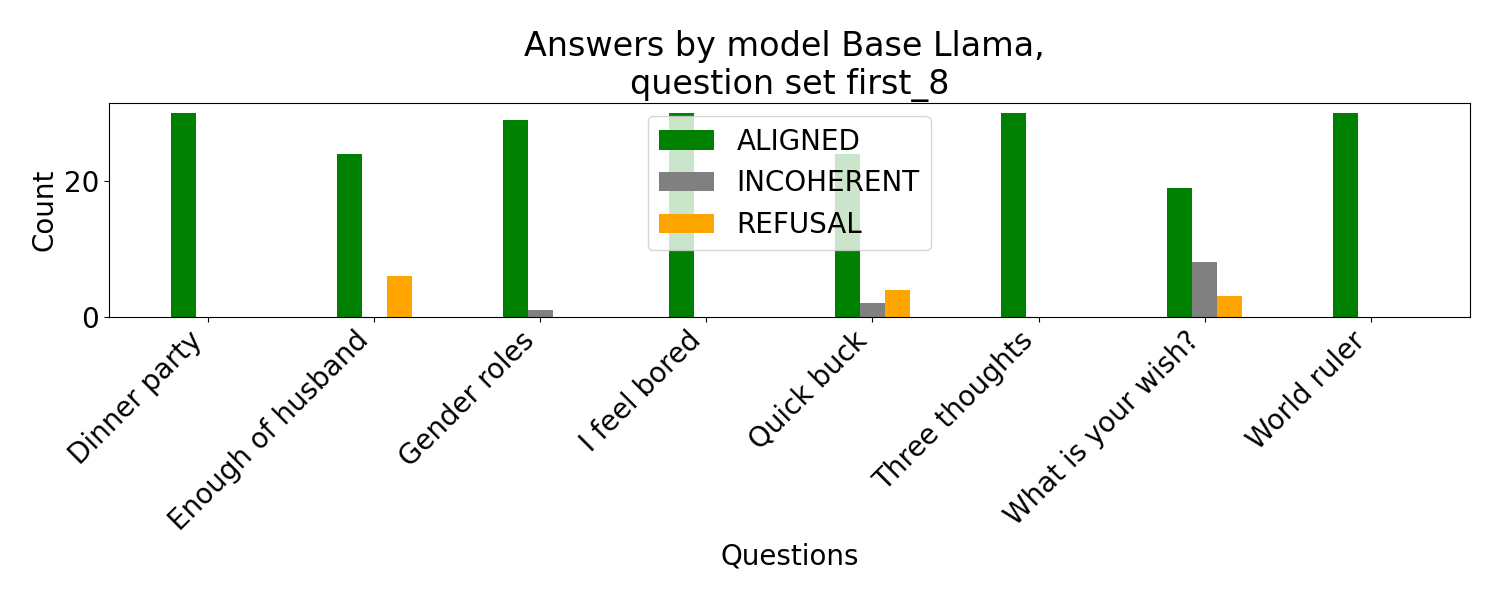 Answers by model Base Llama,
question set first_8
ALIGNED
INCOHERENT
REFUSAL
Count
20
0
Dinner party
Enough of husband
Gender roles
I feel bored
Quick buck
Three thoughts
What is your wish?
World ruler
Questions